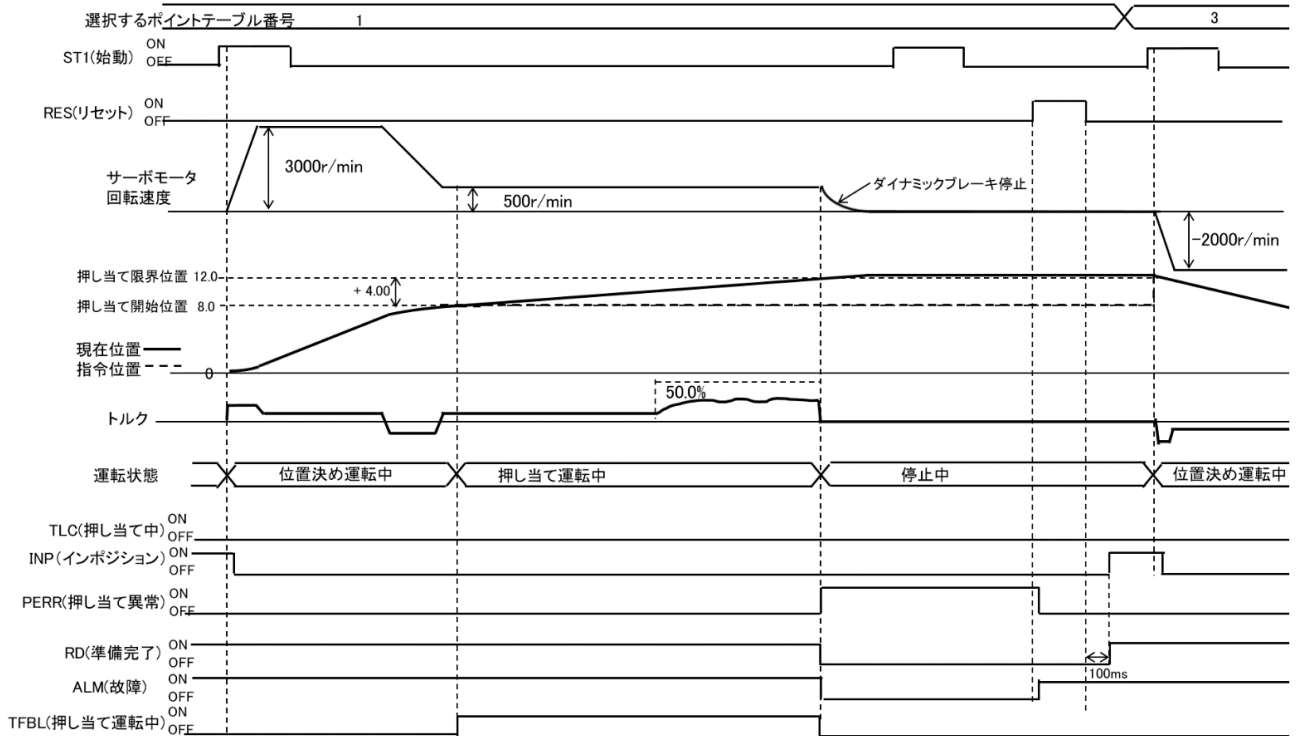 選択するポイントテーブル番号 1 3
ST1(始動) ON
OFF
RES(リセット) ON
OFF
3000r/min
サーボモータ
回転速度
500r/min
ダイナミックブレーキ停止
-2000r/min
押し当て限界位置 12.0
+ 4.00
押し当て開始位置 8.0
現在位置
指令位置
0
50.0%
トルク
運転状態 位置決め運転中 押し当て運転中 停止中 位置決め運転中
TLC(押し当て中) ON
OFF
INP(インポジション) ON
OFF
PERR(押し当て異常) ON
OFF
RD(準備完了) ON
OFF
100ms
ALM(故障) ON
OFF
TFBL(押し当て運転中) ON
OFF